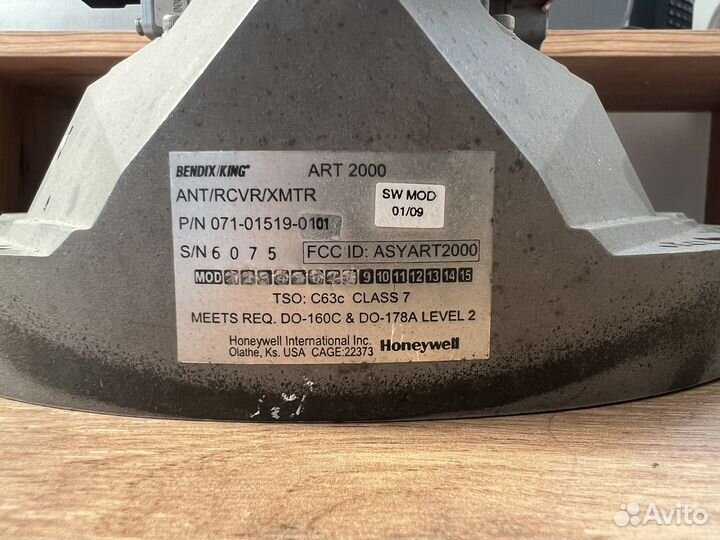 BENDIX/KING® ART 2000
ANT/RCVR/XMTR
SW MOD
01/09
P/N 071-01519-0101
S/N 6075 FCC ID: ASYART2000
MOD 9 10 11 12 13 14 15
TSO: C63c CLASS 7
MEETS REQ. DO-160C & DO-178A LEVEL 2
Honeywell International Inc.
Olathe, Ks. USA CAGE:22373 Honeywell
Avito